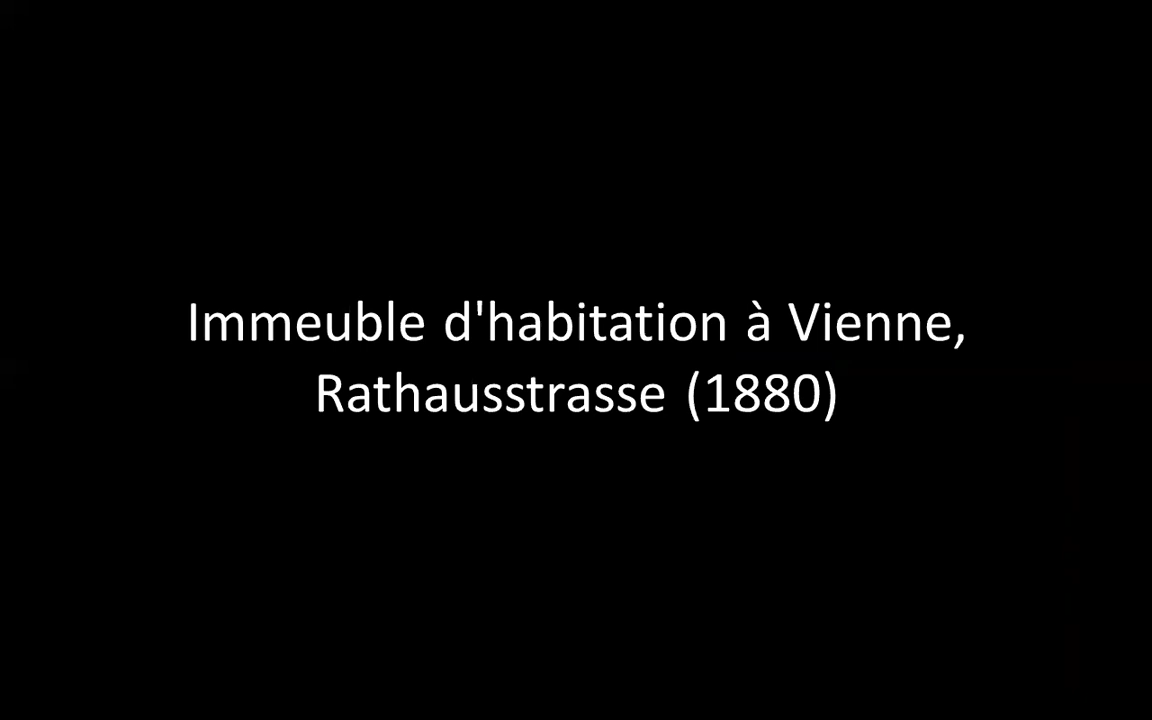 Immeuble d'habitation à Vienne,
Rathausstrasse (1880)